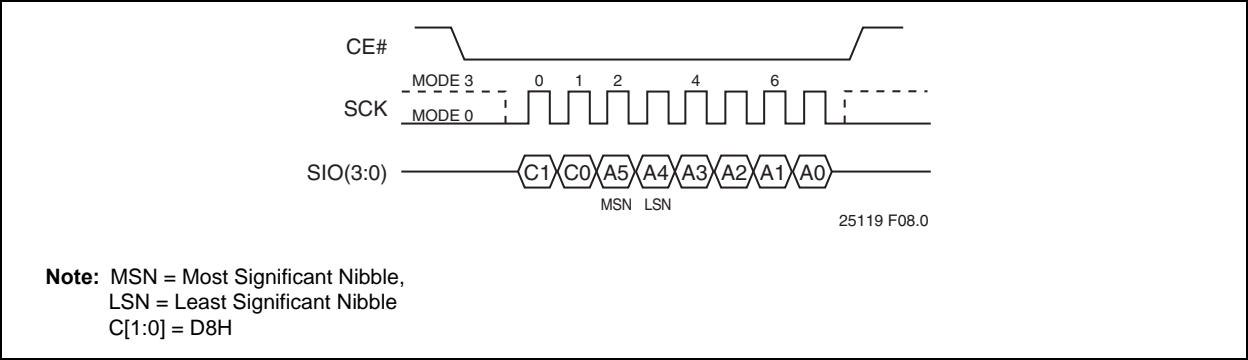 CE#
MODE 3 0 1 2 4 6
SCK
MODE 0
SIO(3:0) C1 C0 A5 A4 A3 A2 A1 A0
MSN LSN
25119 F08.0
Note: MSN = Most Significant Nibble,
LSN = Least Significant Nibble
C[1:0] = D8H